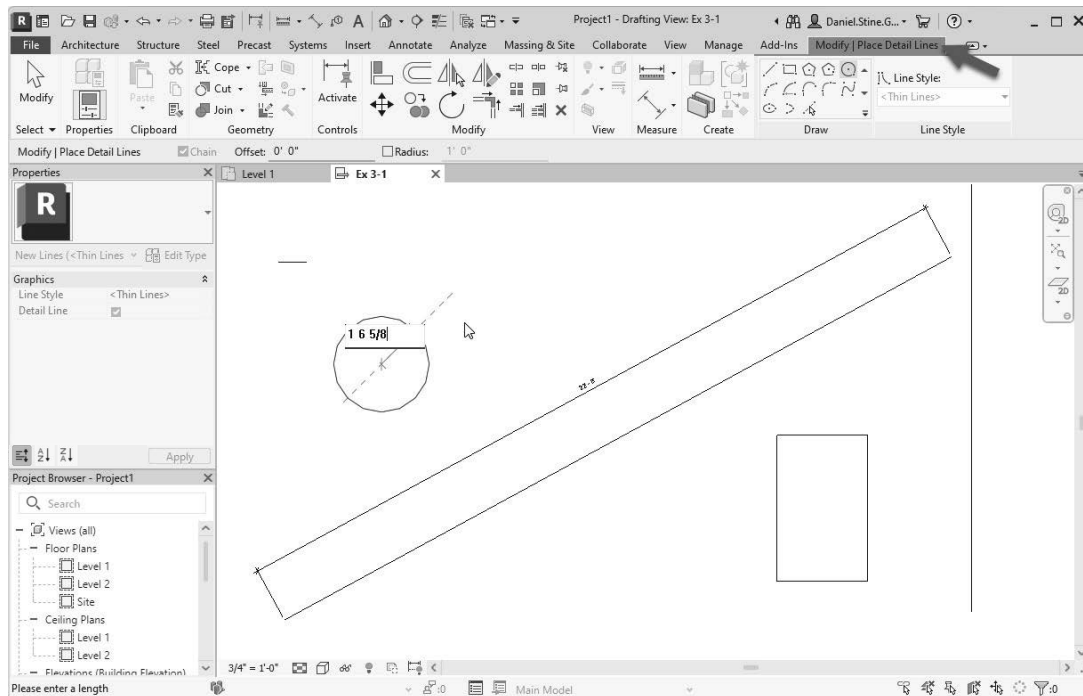 R Project1 - Drafting View: Ex 3-1 Daniel.Stine.G...
File Architecture Structure Steel Precast Systems Insert Annotate Analyze Massing & Site Collaborate View Manage Add-Ins Modify | Place Detail Lines
Modify Paste Cope Cut Join Activate Line Style:
<Thin Lines>
Select Properties Clipboard Geometry Controls Modify View Measure Create Draw Line Style
Modify | Place Detail Lines Chain Offset: 0' 0" Radius: 1' 0"
Properties
Level 1 Ex 3-1
R
New Lines (<Thin Lines Edit Type
Graphics
Line Style <Thin Lines>
Detail Line
Apply
Project Browser - Project1
Search
Views (all)
Floor Plans
Level 1
Level 2
Site
Ceiling Plans
Level 1
Level 2
Elevations (Building Elevation)
1 6 5/8
2D
2D
3/4" = 1'-0"
Please enter a length :0 Main Model :0